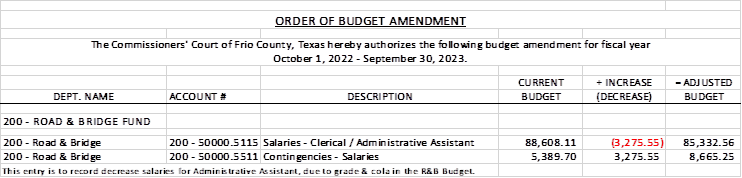 ORDER OF BUDGET AMENDMENT
The Commissioners' Court of Frio County, Texas hereby authorizes the following budget amendment for fiscal year
October 1, 2022 - September 30, 2023.
CURRENT + INCREASE = ADJUSTED
DEPT. NAME ACCOUNT # DESCRIPTION BUDGET (DECREASE) BUDGET
200 - ROAD & BRIDGE FUND
200 - Road & Bridge 200 - 50000.5115 Salaries - Clerical / Administrative Assistant 88,608.11 (3,275.55) 85,332.56
200 - Road & Bridge 200 - 50000.5511 Contingencies - Salaries 5,389.70 3,275.55 8,665.25
This entry is to record decrease salaries for Administrative Assistant, due to grade & cola in the R&B Budget.